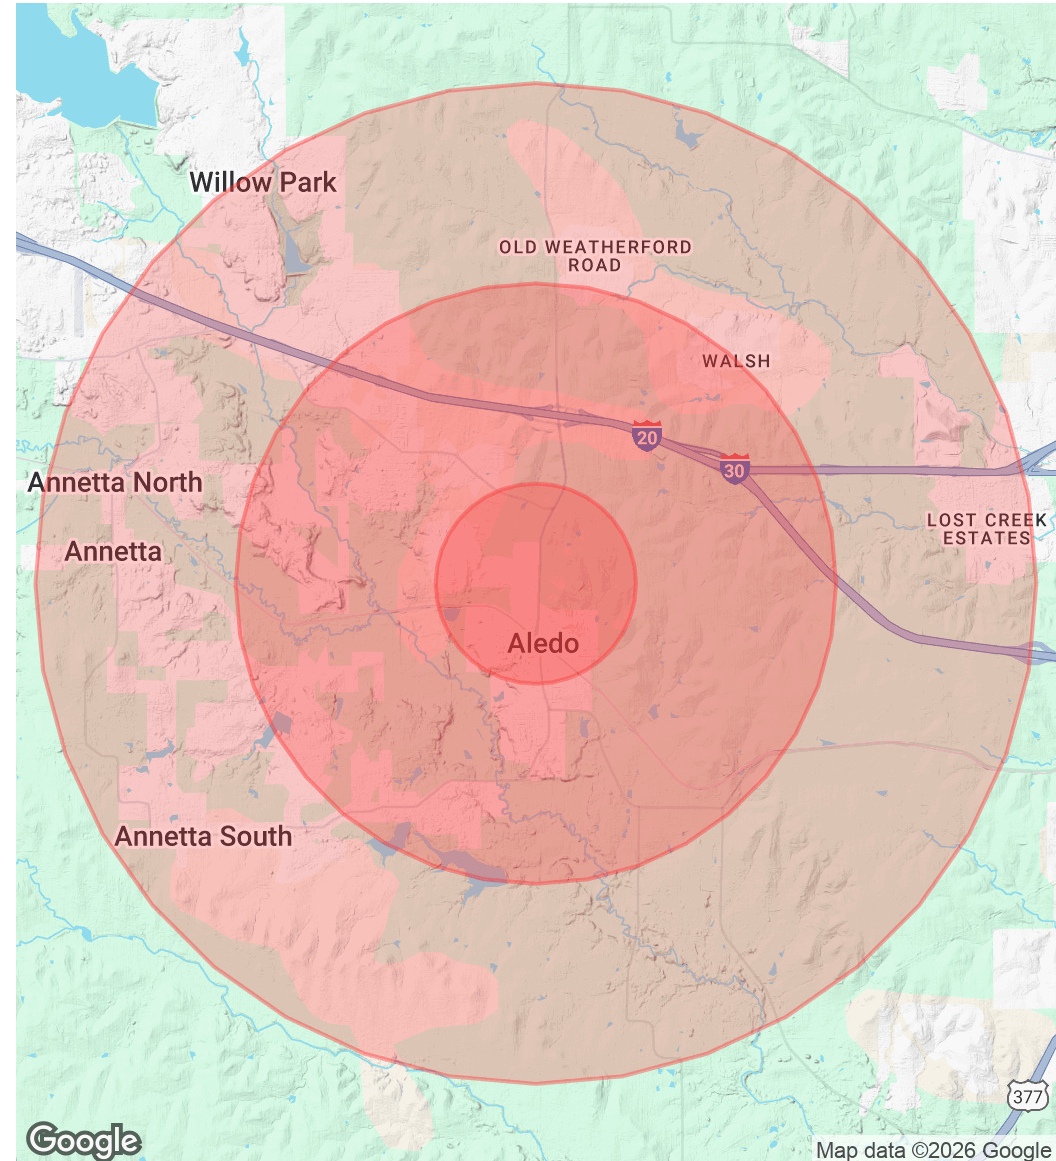 Willow Park
OLD WEATHERFORD
ROAD
WALSH
20
30
Annetta North
LOST CREEK
ESTATES
Annetta
Aledo
Annetta South
377
Google
Map data ©2026 Google